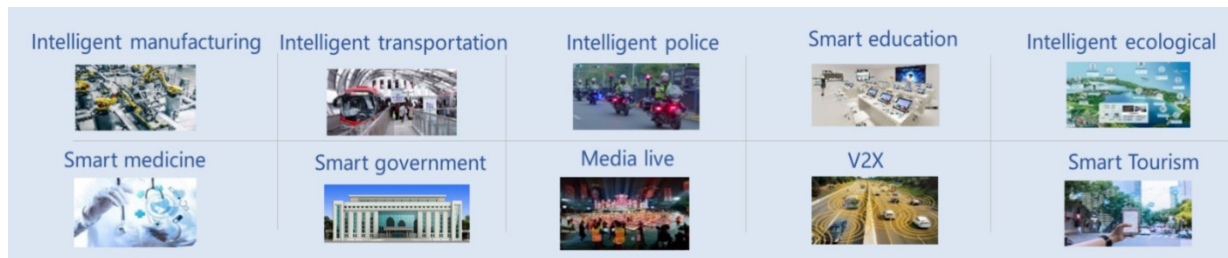 Intelligent manufacturing
Intelligent transportation
Intelligent police
Smart education
Intelligent ecological
Smart medicine
Smart government
Media live
V2X
Smart Tourism